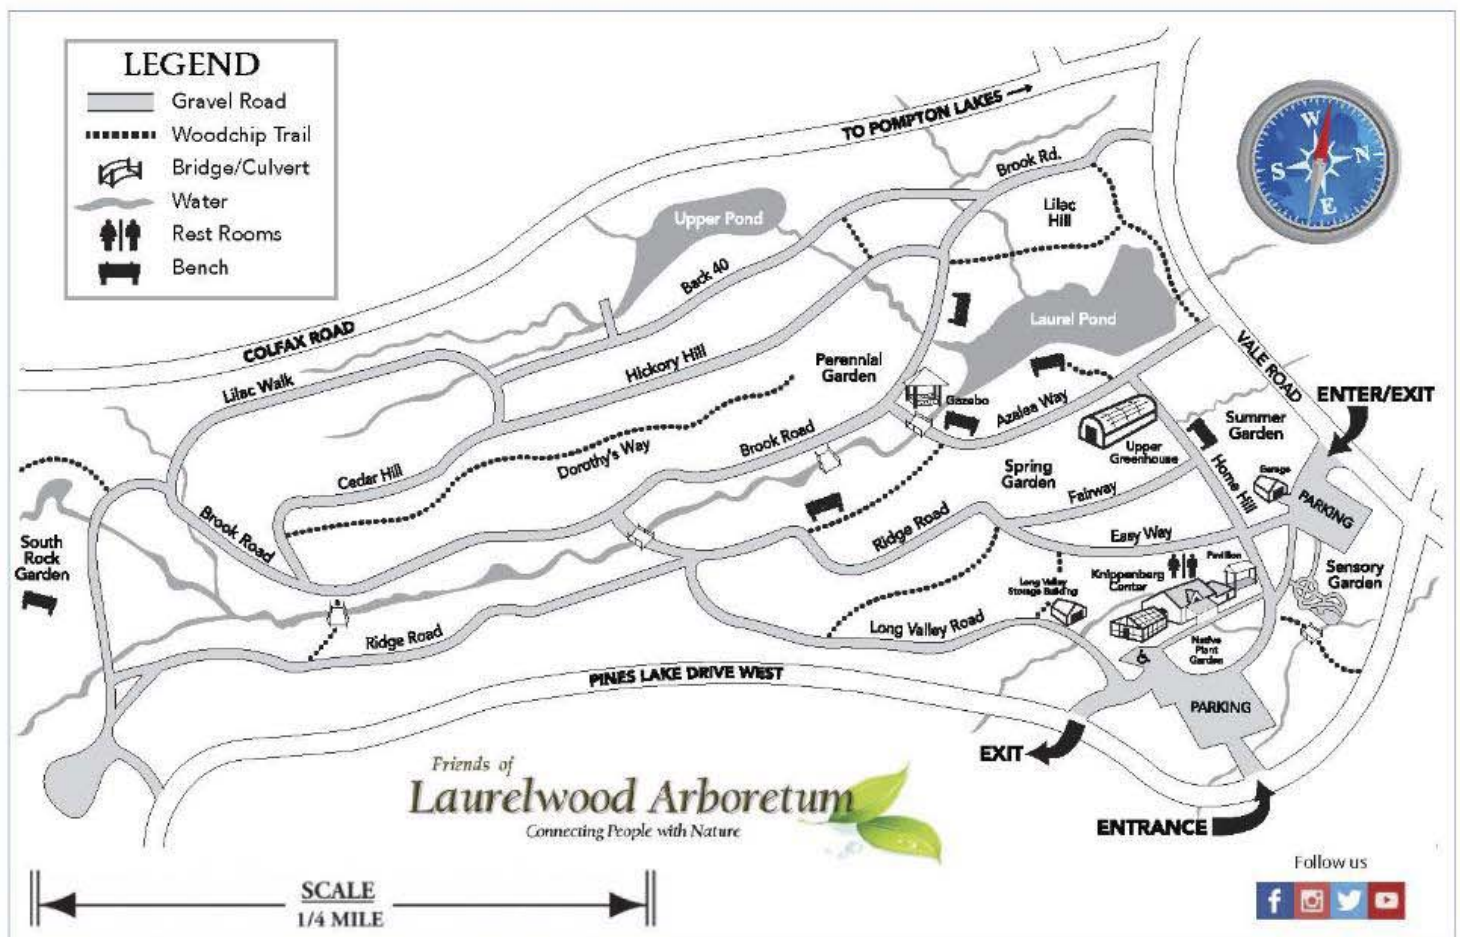 LEGEND
Gravel Road
Woodchip Trail
Bridge/Culvert
Water
Rest Rooms
Bench
TO POMPTON LAKES
COLFAX ROAD
Upper Pond
Brook Rd.
Lilac
Hill
W
N
S
E
Back 40
Laurel Pond
Hickory Hill
Lilac Walk
Perennial
Garden
VALE ROAD
ENTER/EXIT
Gazebo
Azalea Way
Summer
Garden
Upper
Greenhouse
Dorothy's Way
Brook Road
Cedar Hill
Spring
Garden
Fairway
Home Hill
Garage
PARKING
Brook Road
Ridge Road
Easy Way
South
Rock
Garden
Pavilion
Knippenberg
Center
Long Valley
Storage Building
Sensory
Garden
Ridge Road
Long Valley Road
Native
Plant
Garden
PINES LAKE DRIVE WEST
PARKING
EXIT
ENTRANCE
Friends of
Laurelwood Arboretum
Connecting People with Nature
SCALE
1/4 MILE
Follow us